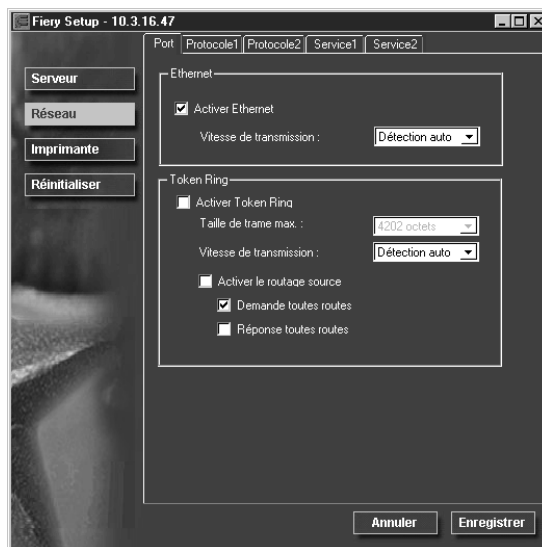 Fiery Setup - 10.3.16.47
Port Protocole1 Protocole2 Service1 Service2
Serveur
Réseau
Imprimante
Réinitialiser
Ethernet
Activer Ethernet
Vitesse de transmission : Détection auto
Token Ring
Activer Token Ring
Taille de trame max. : 4202 octets
Vitesse de transmission : Détection auto
Activer le routage source
Demande toutes routes
Réponse toutes routes
Annuler Enregistrer